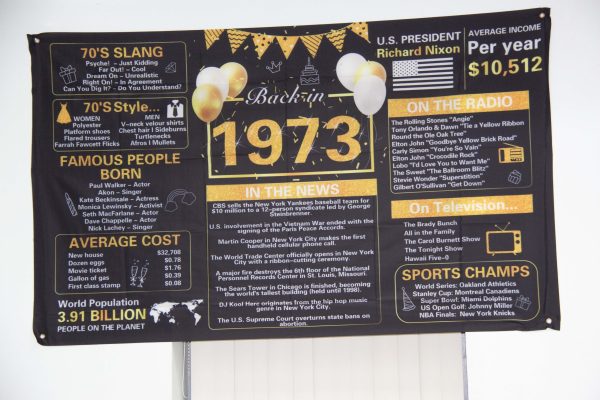 70'S SLANG
Psyche! – Just Kidding
Far Out! – Cool
Dream On – Unrealistic
Right On! – In Agreement
Can You Dig It? – Do You Understand?
70'S Style...
WOMEN
Polyester
Platform shoes
Flared trousers
Farrah Fawcett Flicks
MEN
V-neck velour shirts
Chest hair I Sideburns
Turtlenecks
Afros I Mullets
FAMOUS PEOPLE
BORN
Paul Walker – Actor
Akon – Singer
Kate Beckinsale – Actress
Monica Lewinsky – Activist
Seth MacFarlane – Actor
Dave Chappelle – Actor
Nick Lachey – Singer
AVERAGE COST
New house $32,708
Dozen eggs $0.78
Movie ticket $1.76
Gallon of gas $0.39
First class stamp $0.08
World Population
3.91 BILLION
PEOPLE ON THE PLANET
Back in
1973
IN THE NEWS
CBS sells the New York Yankees baseball team for
$10 million to a 12-person syndicate led by George
Steinbrenner.
U.S. involvement in the Vietnam War ended with the
signing of the Paris Peace Accords.
Martin Cooper in New York City makes the first
handheld cellular phone call.
The World Trade Center officially opens in New York
City with a ribbon-cutting ceremony.
A major fire destroys the 6th floor of the National
Personnel Records Center in St. Louis, Missouri.
The Sears Tower in Chicago is finished, becoming
the world's tallest building (held until 1998).
DJ Kool Herc originates from the hip hop music
genre in New York City.
The U.S. Supreme Court overturns state bans on
abortion.
U.S. PRESIDENT
Richard Nixon
AVERAGE INCOME
Per year
$10,512
ON THE RADIO
The Rolling Stones "Angie"
Tony Orlando & Dawn "Tie a Yellow Ribbon
Round the Ole Oak Tree"
Elton John "Goodbye Yellow Brick Road"
Carly Simon "You're So Vain"
Elton John "Crocodile Rock"
Lobo "I'd Love You to Want Me"
The Sweet "The Ballroom Blitz"
Stevie Wonder "Superstition"
Gilbert O'Sullivan "Get Down"
On Television...
The Brady Bunch
All in the Family
The Carol Burnett Show
The Tonight Show
Hawaii Five-0
SPORTS CHAMPS
World Series: Oakland Athletics
Stanley Cup: Montreal Canadiens
Super Bowl: Miami Dolphins
US Open Golf: Johnny Miller
NBA Finals: New York Knicks